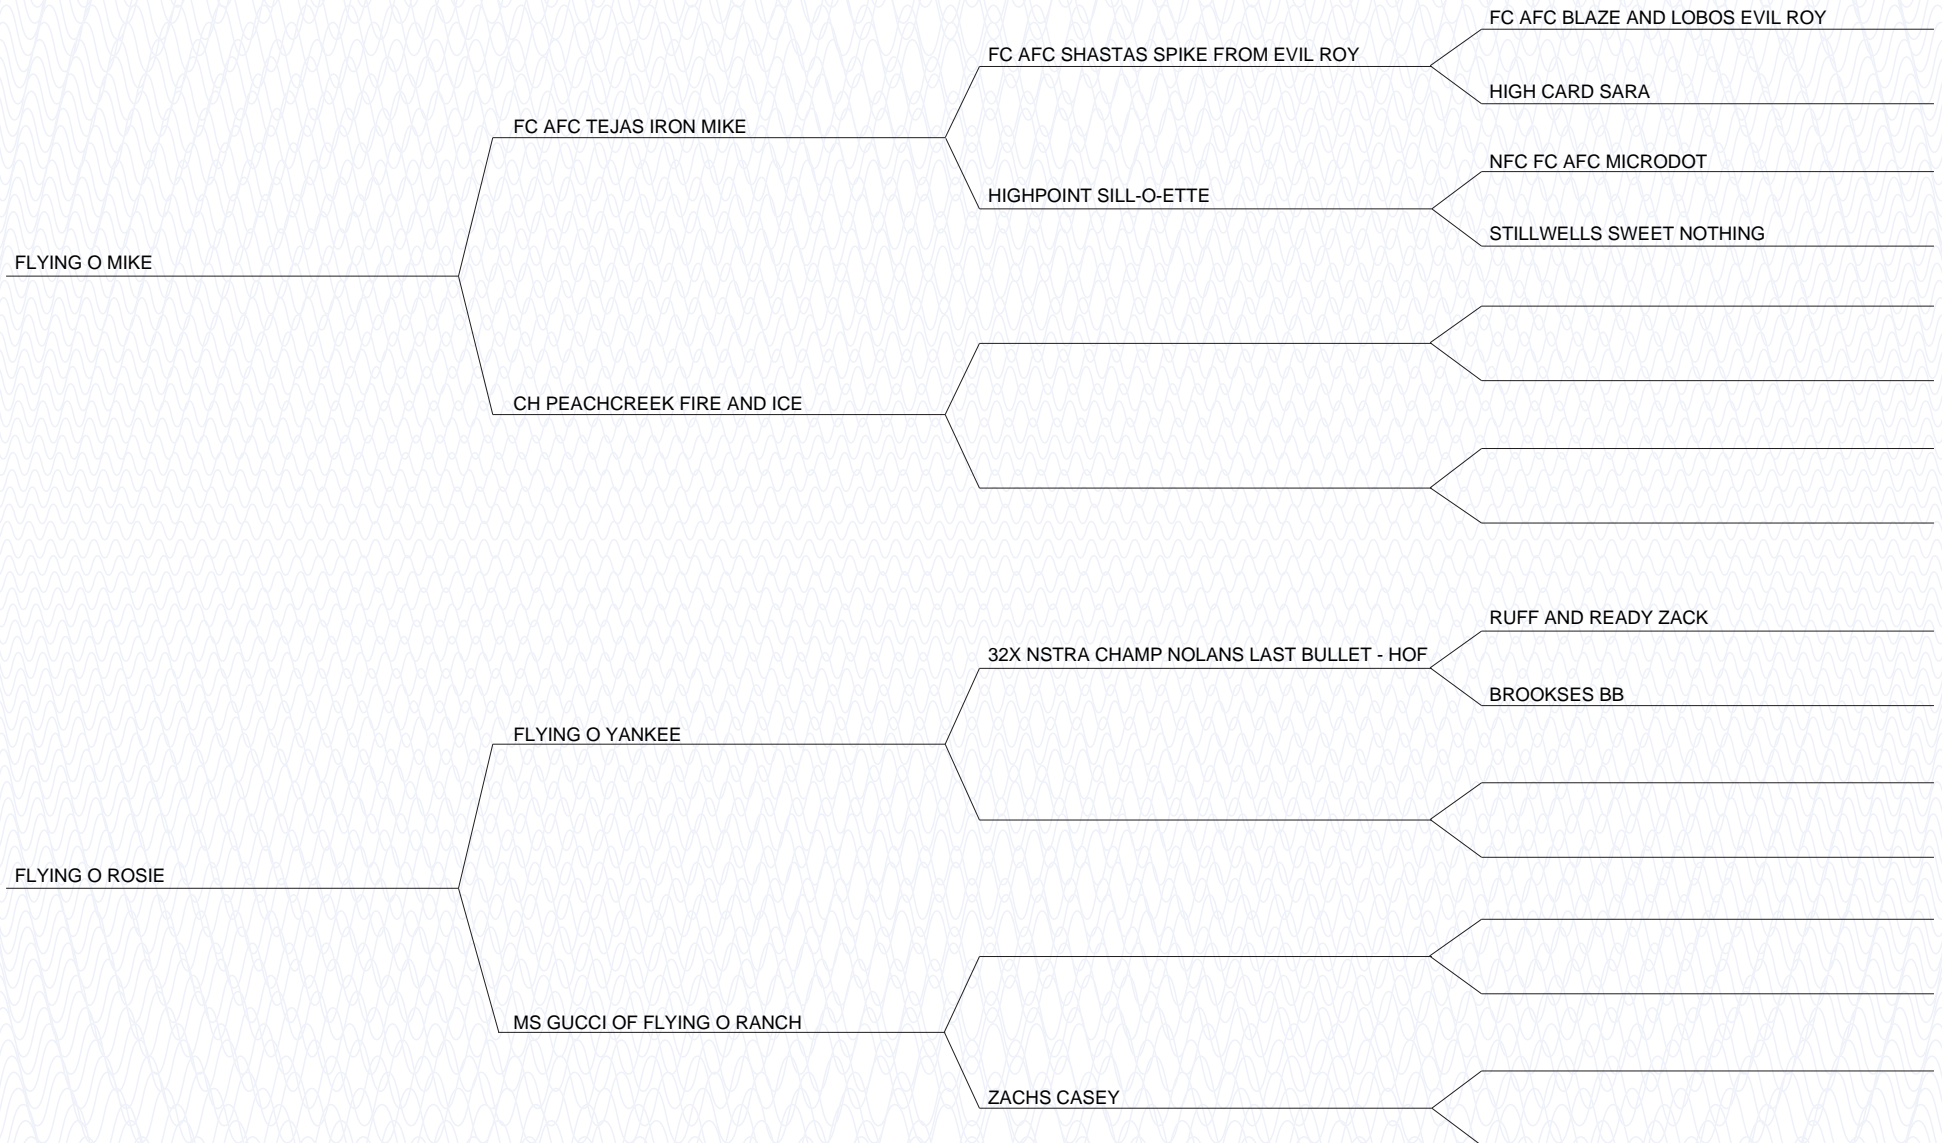 FC AFC BLAZE AND LOBOS EVIL ROY
FC AFC SHASTAS SPIKE FROM EVIL ROY
HIGH CARD SARA
FC AFC TEJAS IRON MIKE
NFC FC AFC MICRODOT
HIGHPOINT SILL-O-ETTE
STILLWELLS SWEET NOTHING
FLYING O MIKE
CH PEACHCREEK FIRE AND ICE
RUFF AND READY ZACK
32X NSTRA CHAMP NOLANS LAST BULLET - HOF
BROOKSES BB
FLYING O YANKEE
FLYING O ROSIE
MS GUCCI OF FLYING O RANCH
ZACHS CASEY